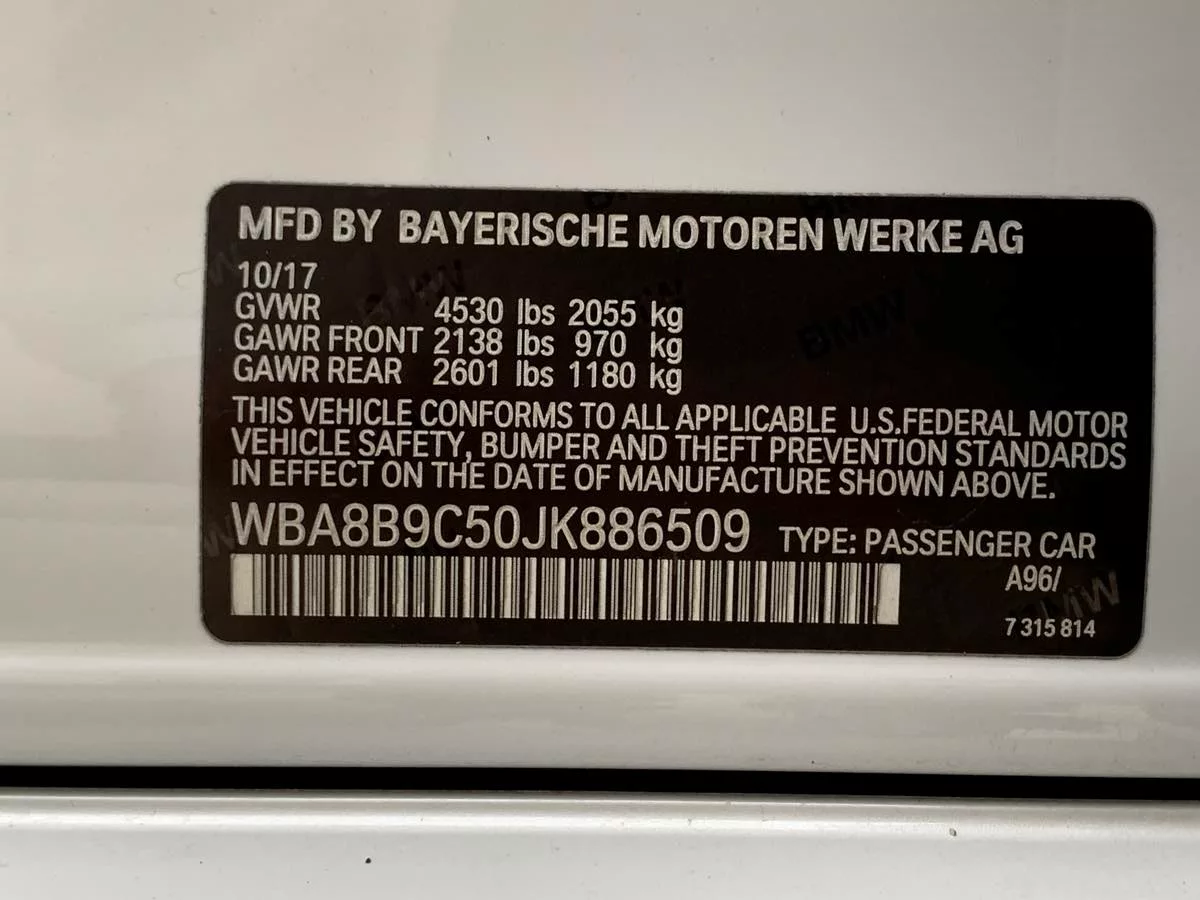 MFD BY BAYERISCHE MOTOREN WERKE AG
10/17
GVWR 4530 lbs 2055 kg
GAWR FRONT 2138 lbs 970 kg
GAWR REAR 2601 lbs 1180 kg
THIS VEHICLE CONFORMS TO ALL APPLICABLE U.S.FEDERAL MOTOR
VEHICLE SAFETY, BUMPER AND THEFT PREVENTION STANDARDS
IN EFFECT ON THE DATE OF MANUFACTURE SHOWN ABOVE.
WBA8B9C50JK886509 TYPE: PASSENGER CAR
A96/
7 315 814
BMW
BMW
BMW